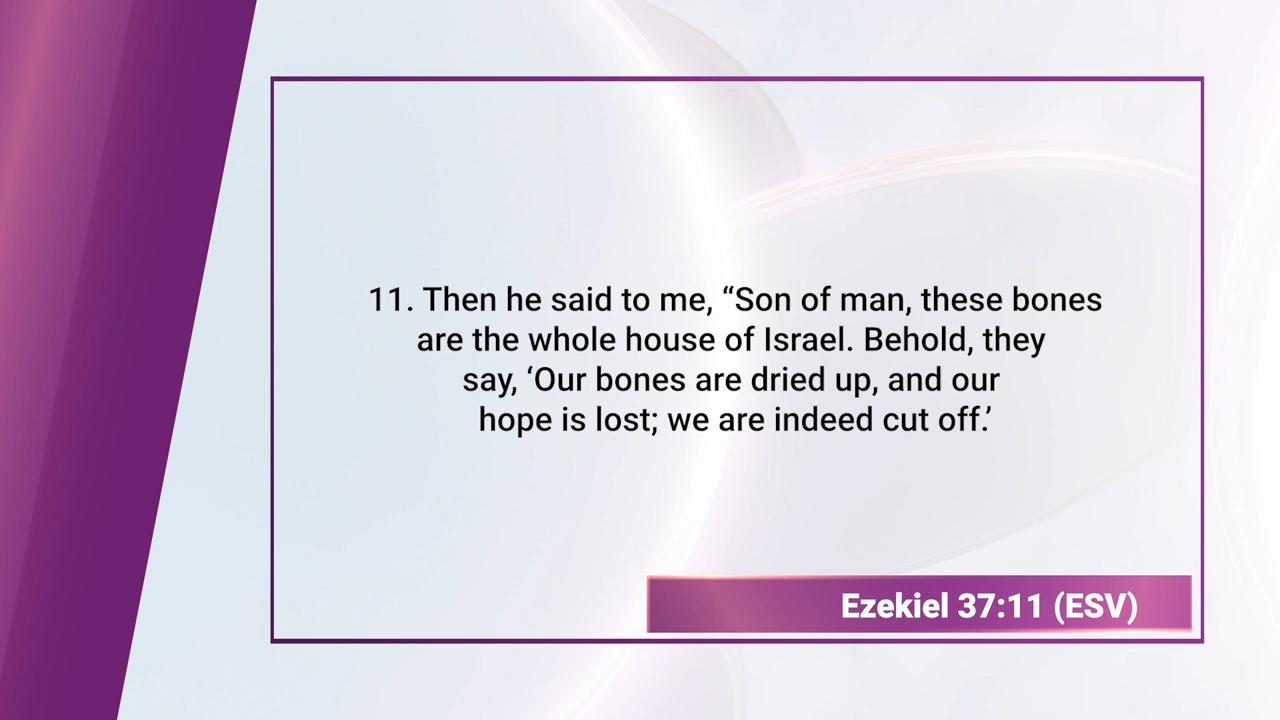 11. Then he said to me, “Son of man, these bones
are the whole house of Israel. Behold, they
say, ‘Our bones are dried up, and our
hope is lost; we are indeed cut off.’
Ezekiel 37:11 (ESV)